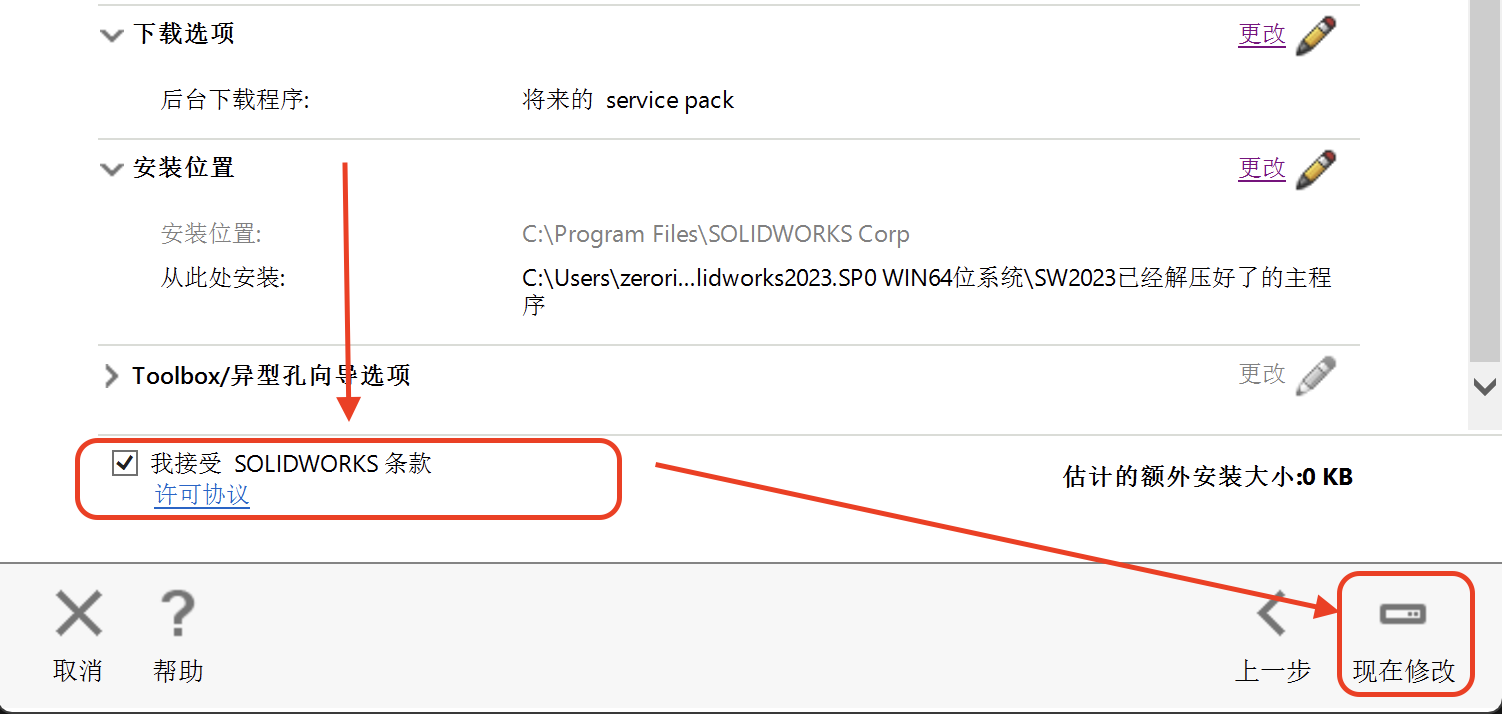 下载选项
更改
后台下载程序:
将来的 service pack
安装位置
更改
安装位置:
C:\Program Files\SOLIDWORKS Corp
从此处安装:
C:\Users\zerori...lidworks2023.SP0 WIN64位系统\SW2023已经解压好了的主程
序
Toolbox/异型孔向导选项
更改
我接受 SOLIDWORKS 条款
许可协议
估计的额外安装大小:0 KB
取消
帮助
上一步
现在修改